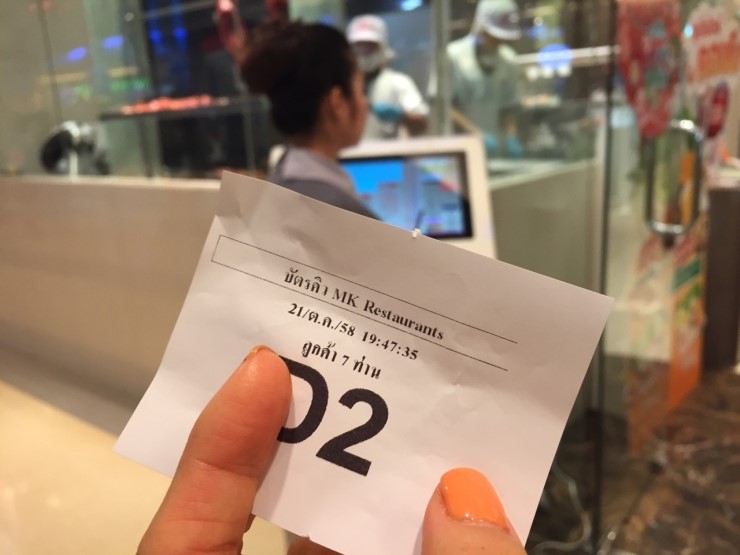 บัตรคิว MK Restaurants
21/ต.ค./58 19:47:35
ลูกค้า 7 ท่าน
D2